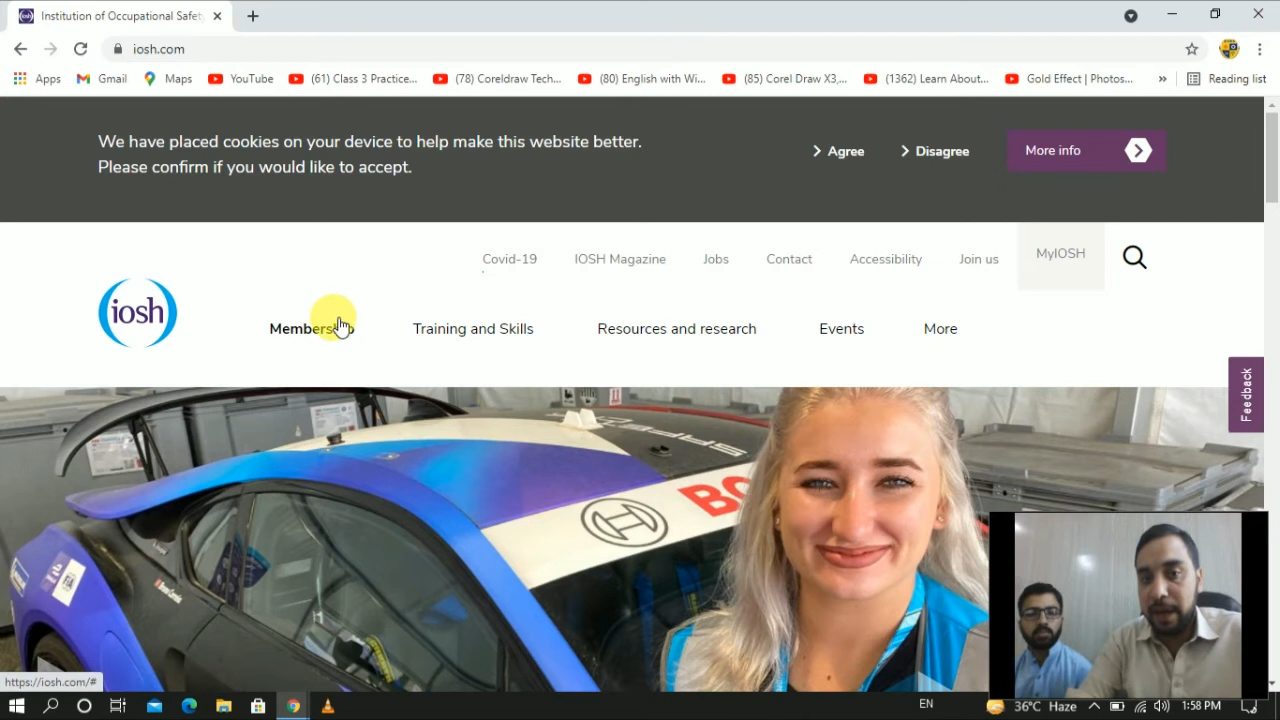 Institution of Occupational Safety
iosh.com
Apps
Gmail
Maps
YouTube
(61) Class 3 Practice...
(78) Coreldraw Tech...
(80) English with Wi...
(85) Corel Draw X3,...
(1362) Learn About...
Gold Effect | Photos...
»
Reading list
We have placed cookies on your device to help make this website better.
Please confirm if you would like to accept.
Agree
Disagree
More info
Covid-19
IOSH Magazine
Jobs
Contact
Accessibility
Join us
MyIOSH
iosh
Membership
Training and Skills
Resources and research
Events
More
Feedback
BO
https://iosh.com/#
EN
36°C Haze
1:58 PM